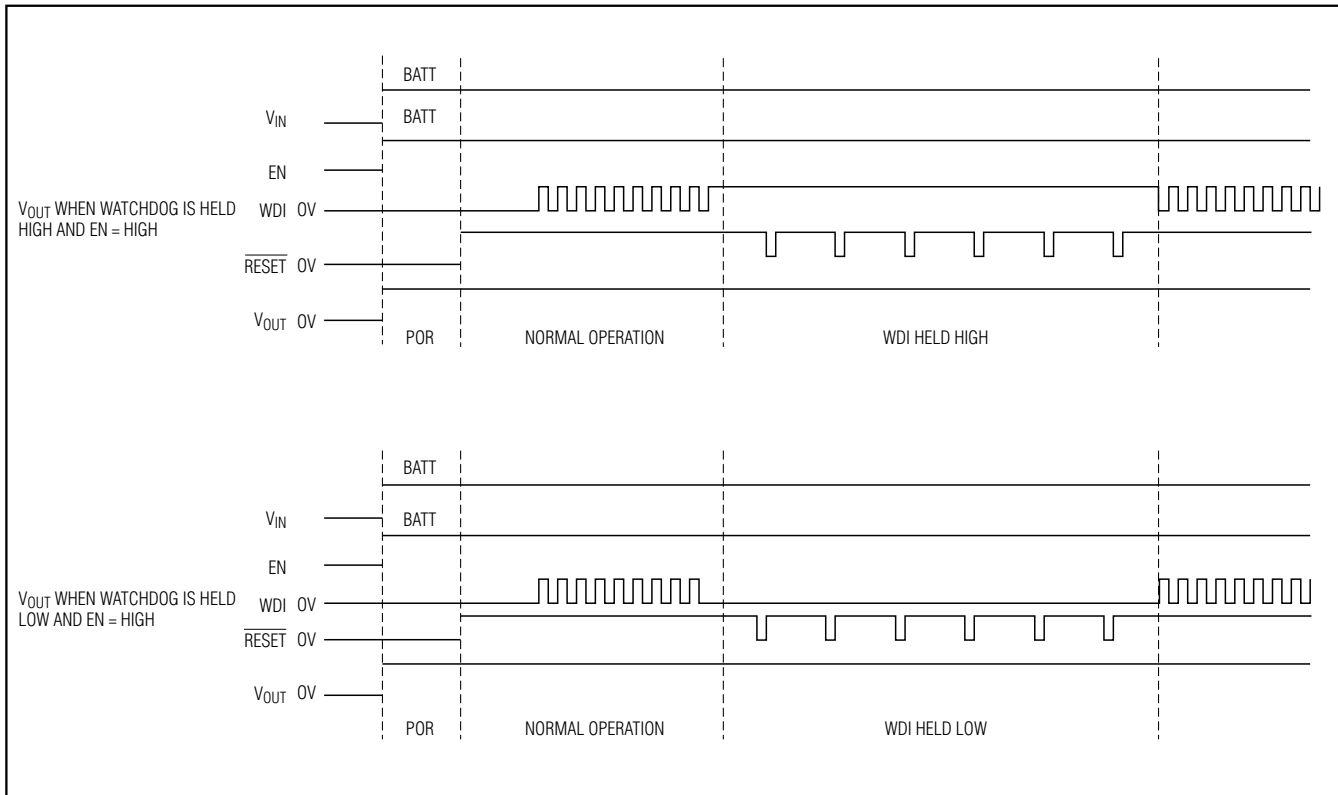 BATT
V_IN
BATT
EN
V_OUT WHEN WATCHDOG IS HELD
HIGH AND EN = HIGH
WDI 0V
R̅E̅S̅E̅T̅ 0V
V_OUT 0V
POR NORMAL OPERATION WDI HELD HIGH
BATT
V_IN
BATT
EN
V_OUT WHEN WATCHDOG IS HELD
LOW AND EN = HIGH
WDI 0V
R̅E̅S̅E̅T̅ 0V
V_OUT 0V
POR NORMAL OPERATION WDI HELD LOW